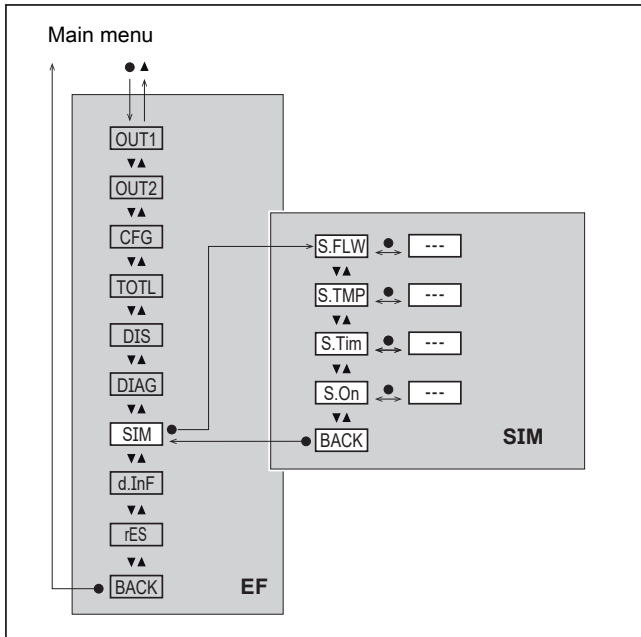 Main menu
OUT1
OUT2
CFG
TOTL
DIS
DIAG
SIM
d.InF
rES
BACK
EF
S.FLW ---
S.TMP ---
S.Tim ---
S.On ---
BACK
SIM